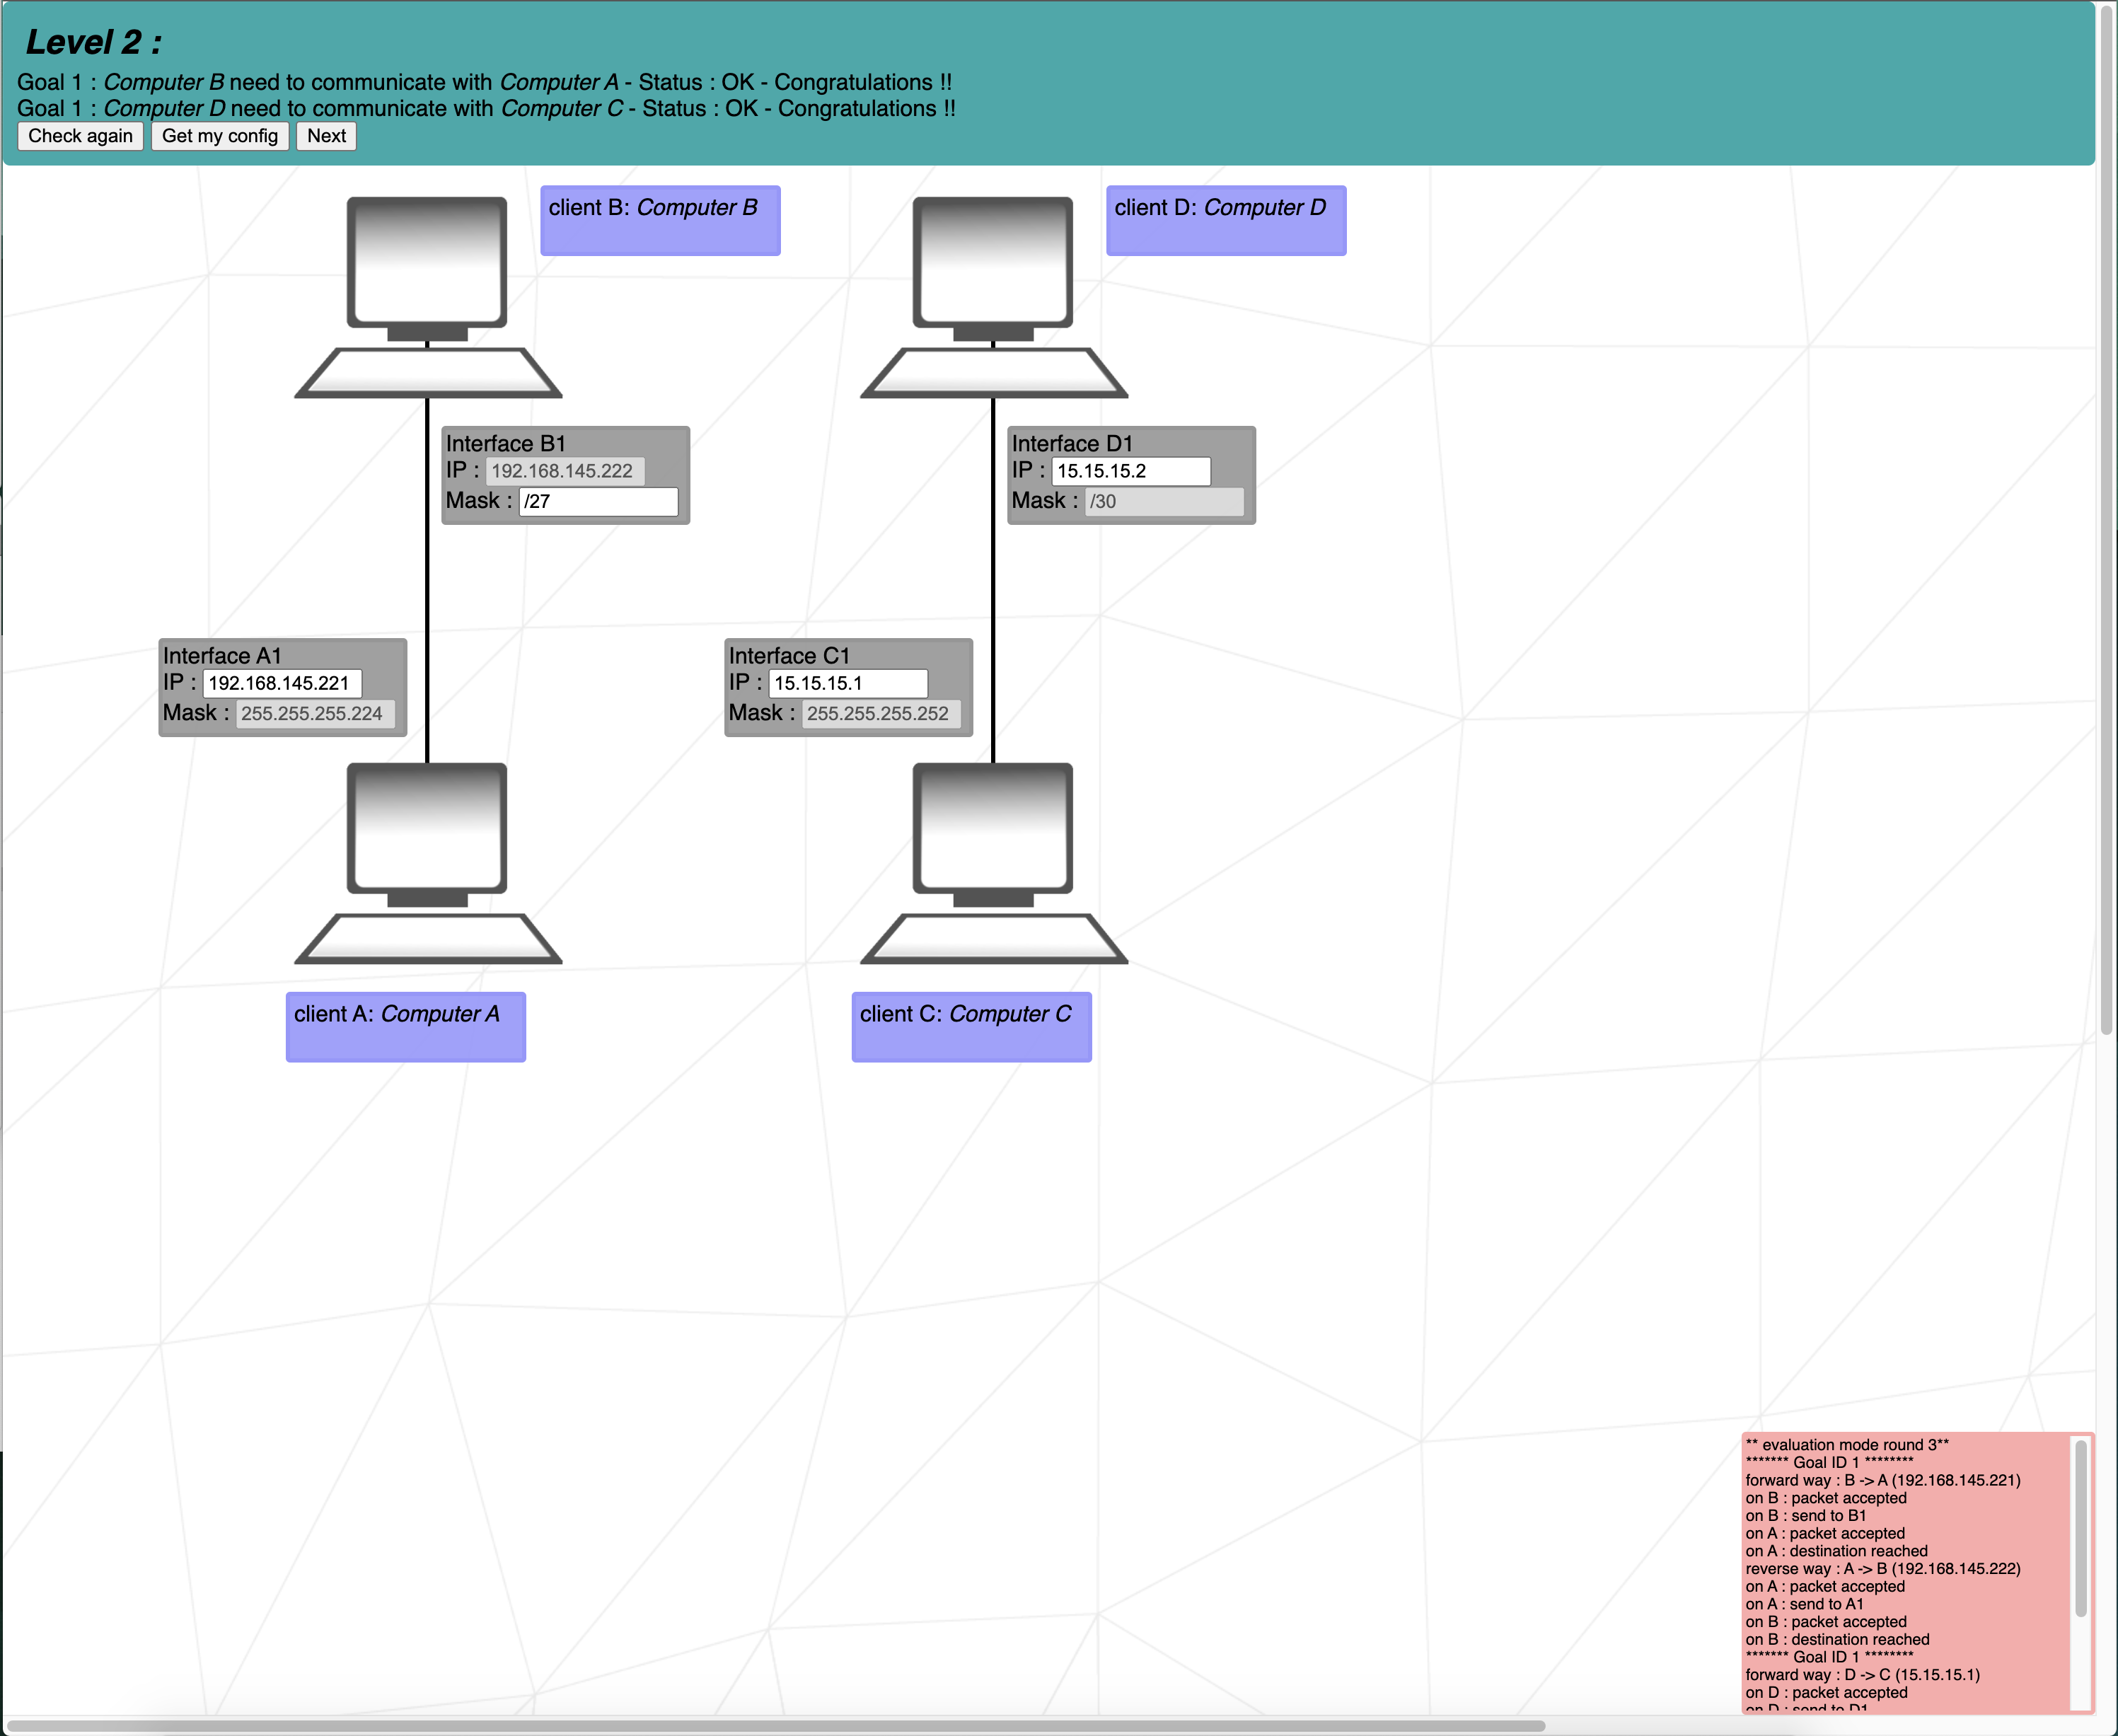 Level 2 :
Goal 1 : Computer B need to communicate with Computer A - Status : OK - Congratulations !!
Goal 1 : Computer D need to communicate with Computer C - Status : OK - Congratulations !!
Check again Get my config Next
client B: Computer B
client D: Computer D
Interface B1
IP : 192.168.145.222
Mask : /27
Interface D1
IP : 15.15.15.2
Mask : /30
Interface A1
IP : 192.168.145.221
Mask : 255.255.255.224
Interface C1
IP : 15.15.15.1
Mask : 255.255.255.252
client A: Computer A
client C: Computer C
** evaluation mode round 3**
******* Goal ID 1 ********
forward way : B -> A (192.168.145.221)
on B : packet accepted
on B : send to B1
on A : packet accepted
on A : destination reached
reverse way : A -> B (192.168.145.222)
on A : packet accepted
on A : send to A1
on B : packet accepted
on B : destination reached
******* Goal ID 1 ********
forward way : D -> C (15.15.15.1)
on D : packet accepted
on D : send to D1